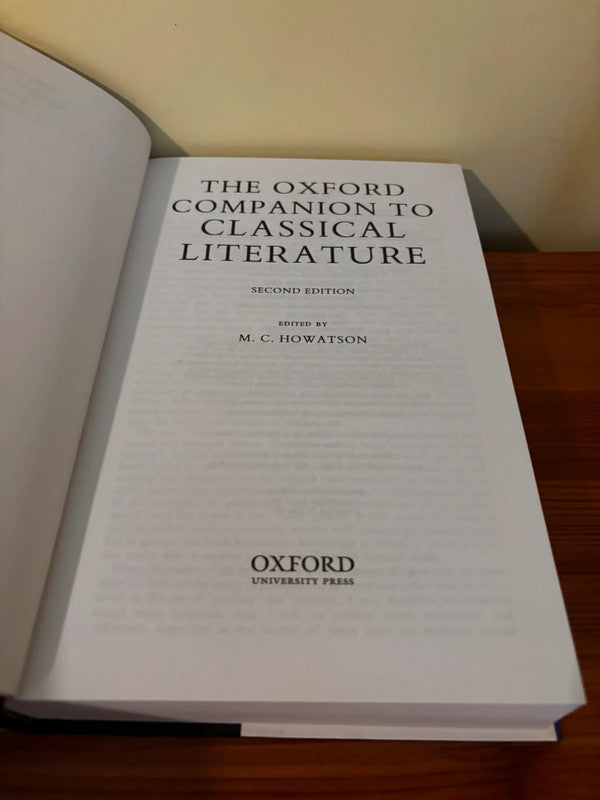 THE OXFORD
COMPANION TO
CLASSICAL
LITERATURE
SECOND EDITION
EDITED BY
M. C. HOWATSON
OXFORD
UNIVERSITY PRESS